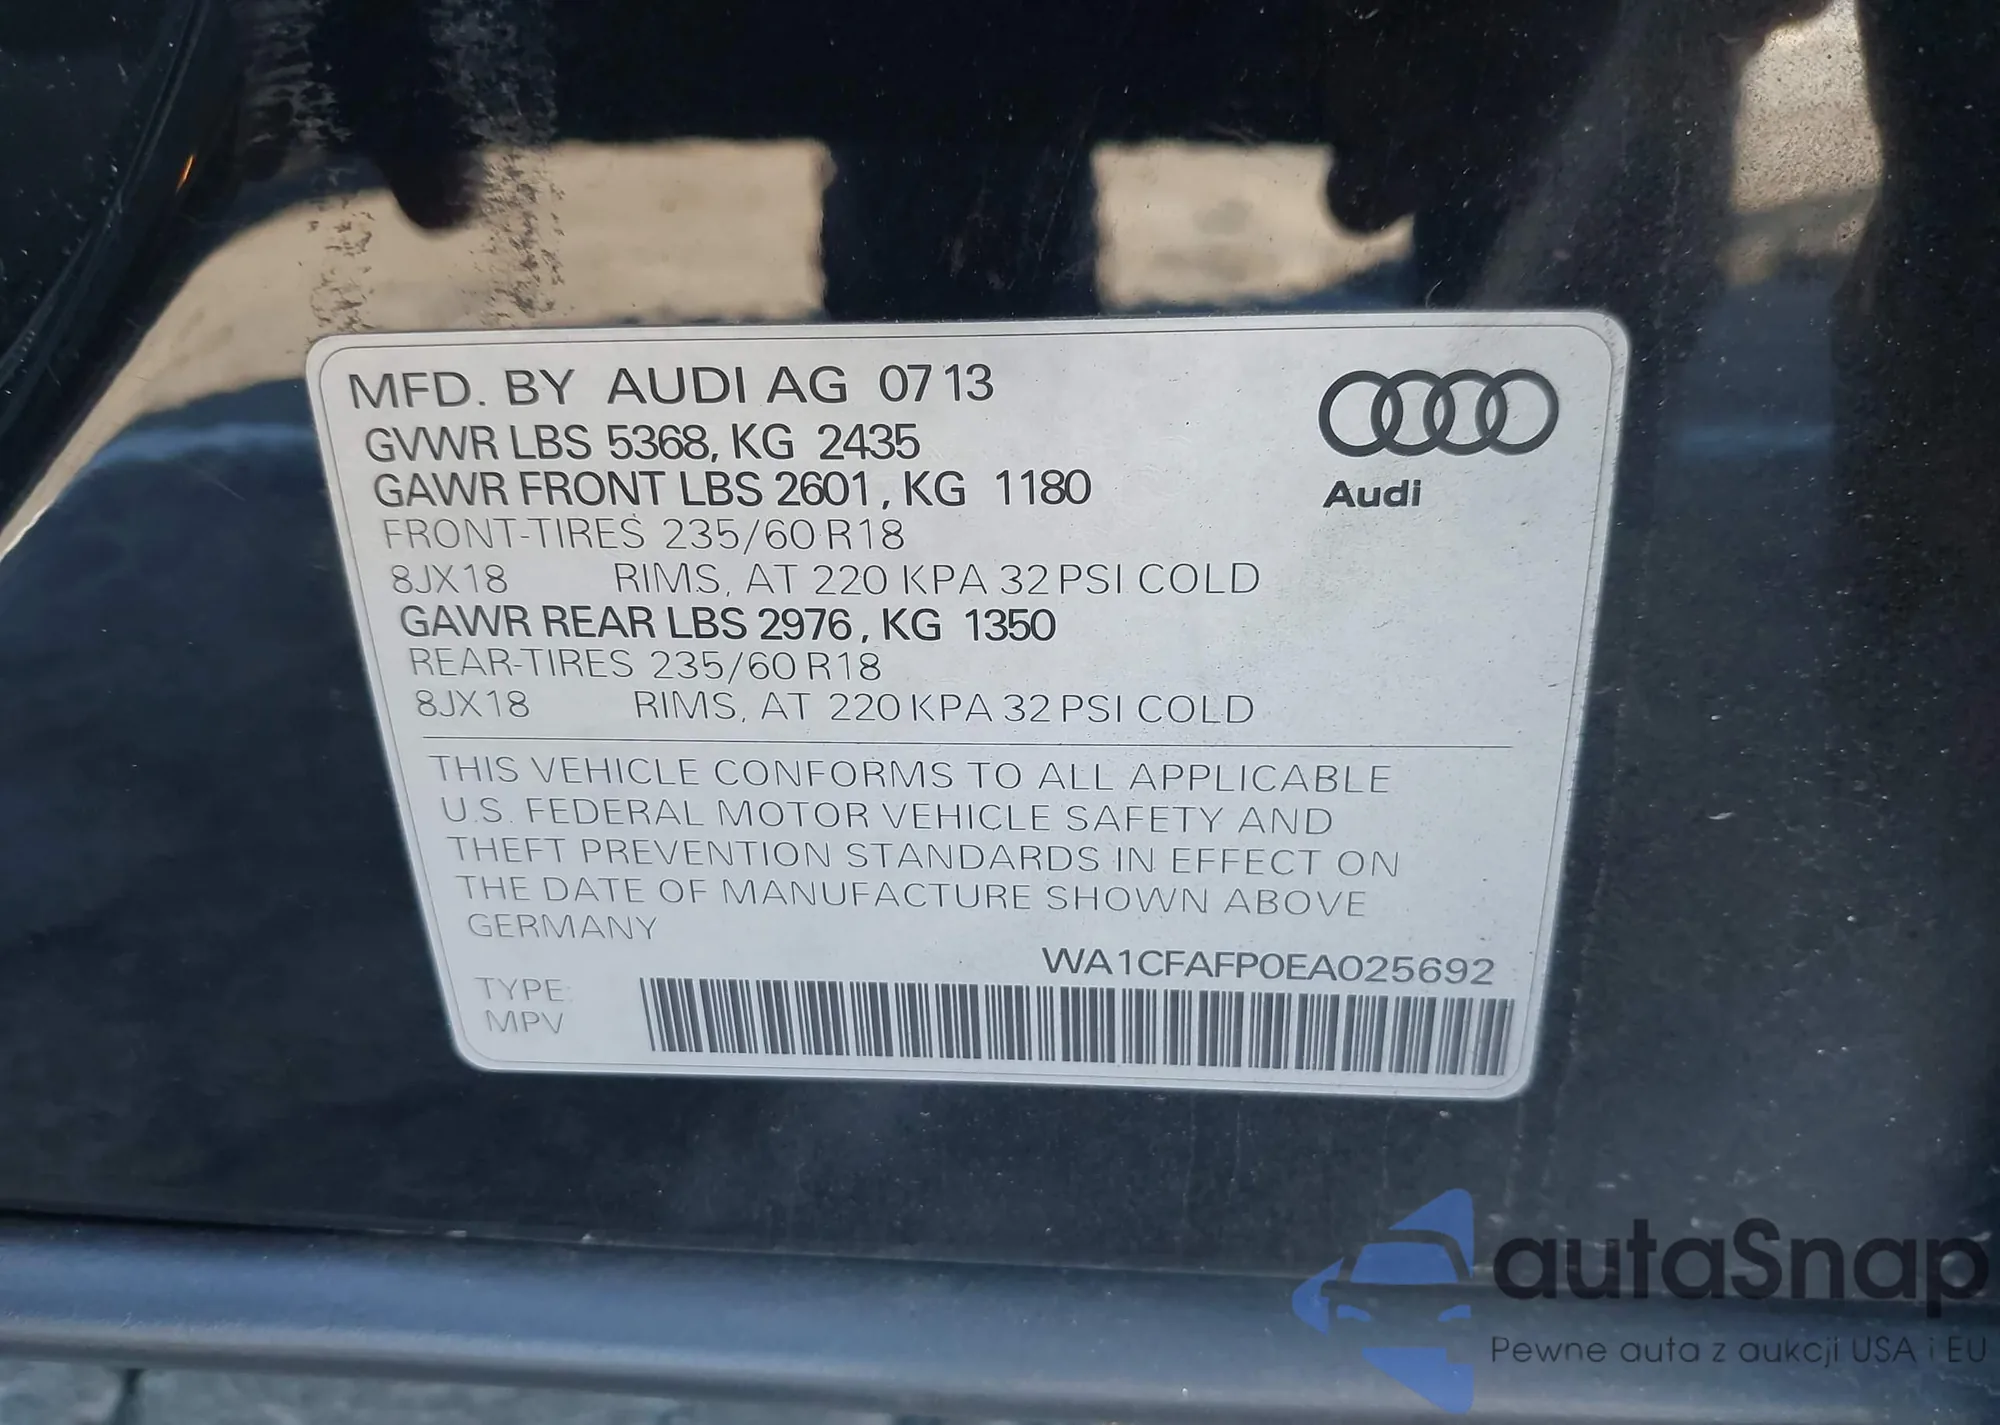 MFD. BY AUDI AG 07 13
GVWR LBS 5368, KG 2435
GAWR FRONT LBS 2601, KG 1180
FRONT-TIRES 235/60 R18
8JX18 RIMS, AT 220 KPA 32 PSI COLD
GAWR REAR LBS 2976, KG 1350
REAR-TIRES 235/60 R18
8JX18 RIMS, AT 220 KPA 32 PSI COLD
Audi
THIS VEHICLE CONFORMS TO ALL APPLICABLE
U.S. FEDERAL MOTOR VEHICLE SAFETY AND
THEFT PREVENTION STANDARDS IN EFFECT ON
THE DATE OF MANUFACTURE SHOWN ABOVE
GERMANY
WA1CFAFP0EA025692
TYPE:
MPV
autaSnap
Pewne auta z aukcji USA i EU